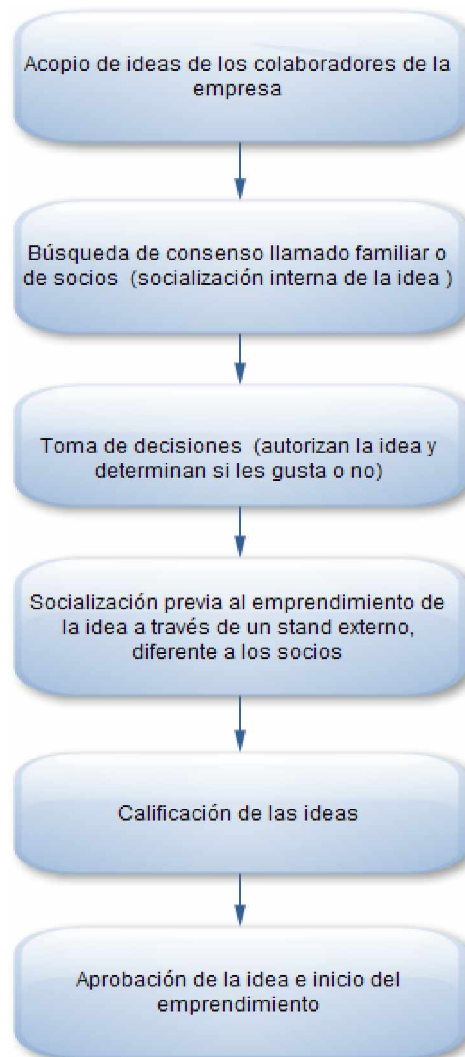 Acopio de ideas de los colaboradores de la
empresa
Búsqueda de consenso llamado familiar o
de socios (socialización interna de la idea )
Toma de decisiones (autorizan la idea y
determinan si les gusta o no)
Socialización previa al emprendimiento de
la idea a través de un stand externo,
diferente a los socios
Calificación de las ideas
Aprobación de la idea e inicio del
emprendimiento